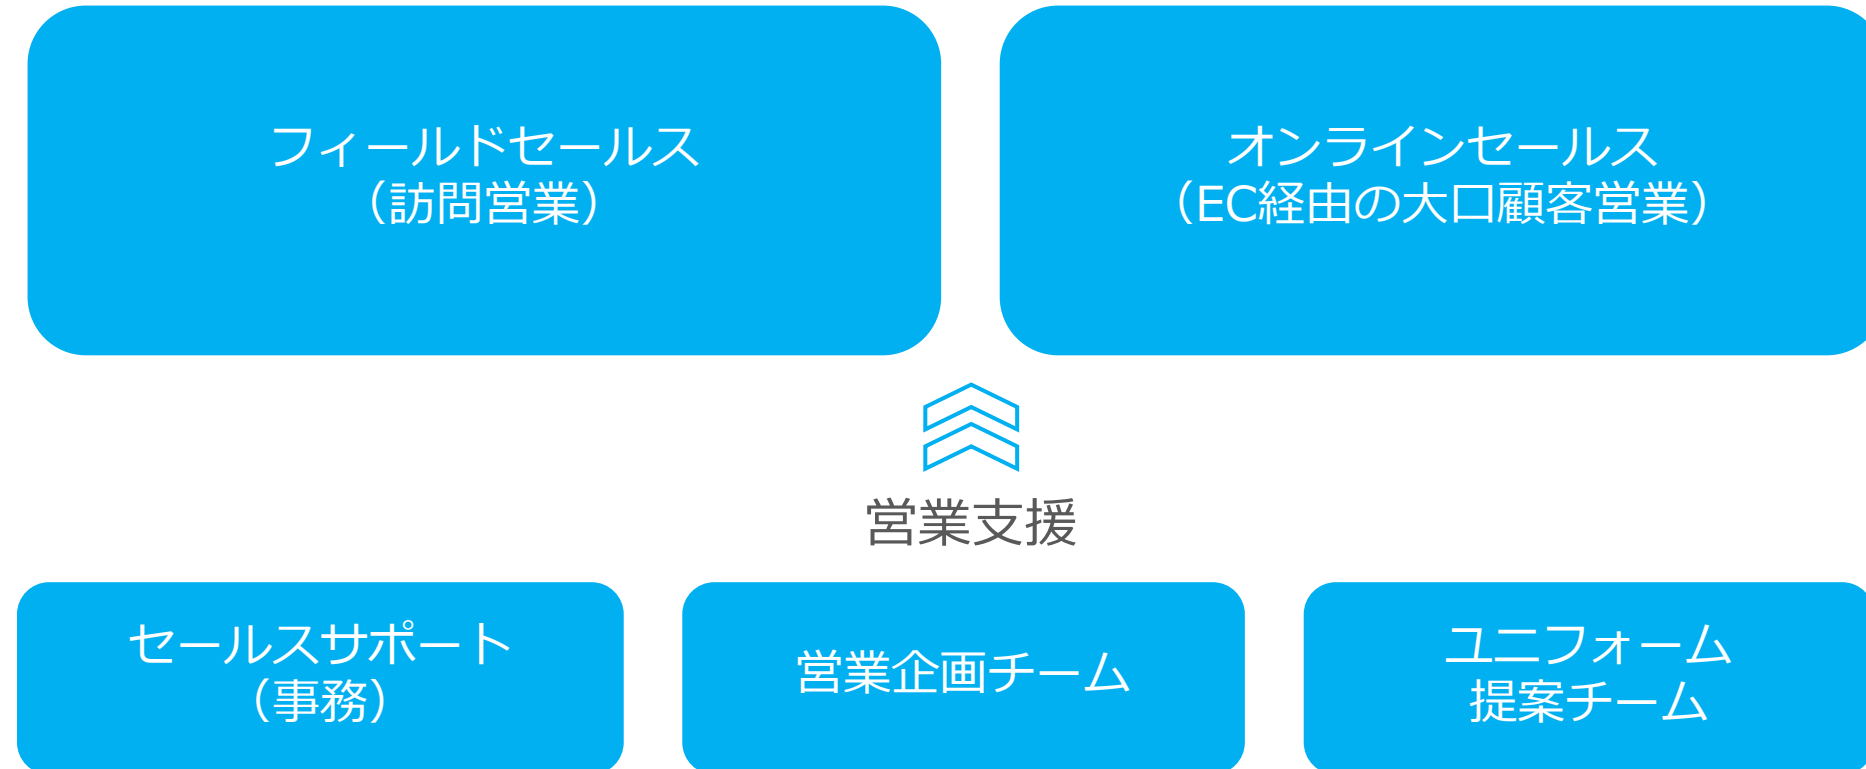 フィールドセールス
（訪問営業）
オンラインセールス
（EC経由の大口顧客営業）
営業支援
セールスサポート
（事務）
営業企画チーム
ユニフォーム
提案チーム